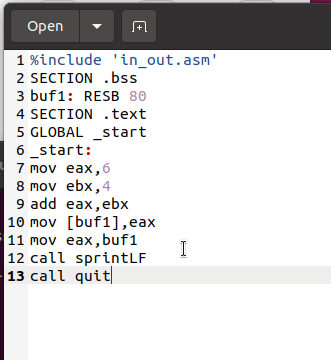 Open
1 %include 'in_out.asm'
2 SECTION .bss
3 buf1: RESB 80
4 SECTION .text
5 GLOBAL _start
6 _start:
7 mov eax,6
8 mov ebx,4
9 add eax,ebx
10 mov [buf1],eax
11 mov eax,buf1
12 call sprintLF
13 call quit